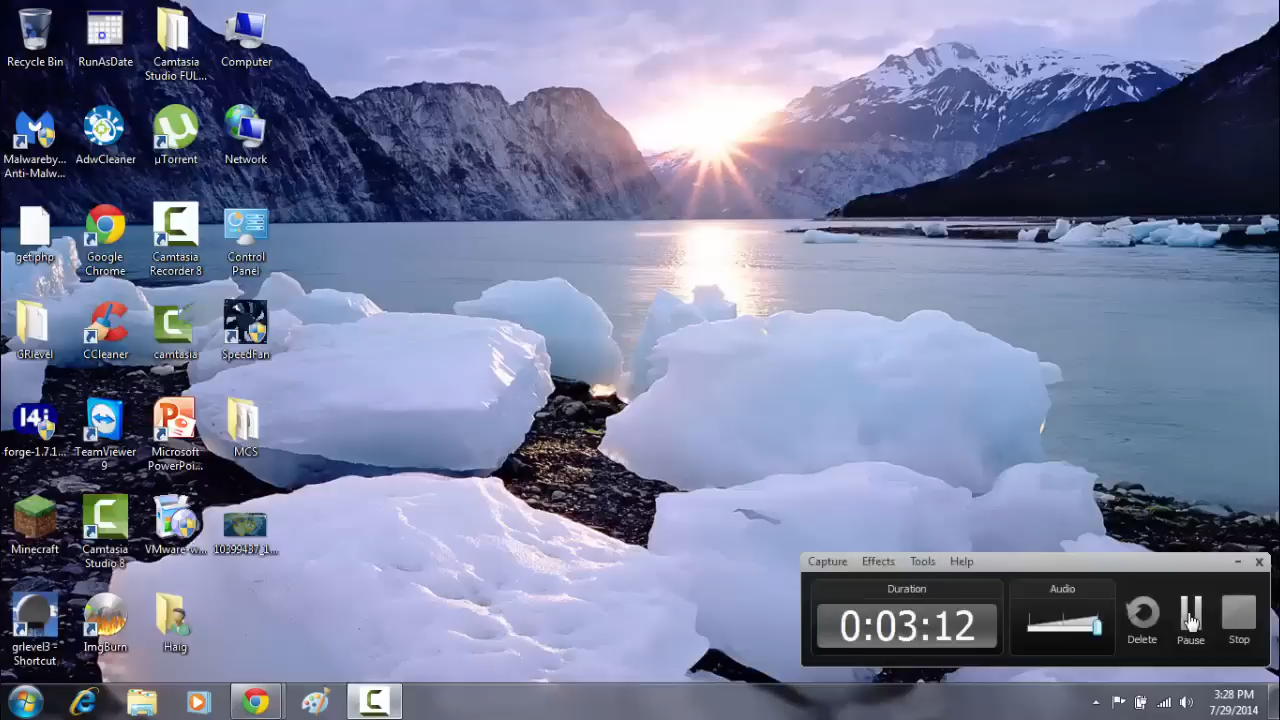 Recycle Bin
RunAsDate
Camtasia
Studio FUL...
Computer
Malwareby...
Anti-Malw...
AdwCleaner
µTorrent
Network
get.php
Google
Chrome
Camtasia
Recorder 8
Control
Panel
GRlevel
CCleaner
camtasia
SpeedFan
14i
forge-1.7.1...
TeamViewer
9
Microsoft
PowerPoi...
MCS
Minecraft
Camtasia
Studio 8
VMware-w...
10399437_1...
grlevel3 -
Shortcut
ImgBurn
Haig
Capture Effects Tools Help
Duration
0:03:12
Audio
Delete
Pause
Stop
3:28 PM
7/29/2014